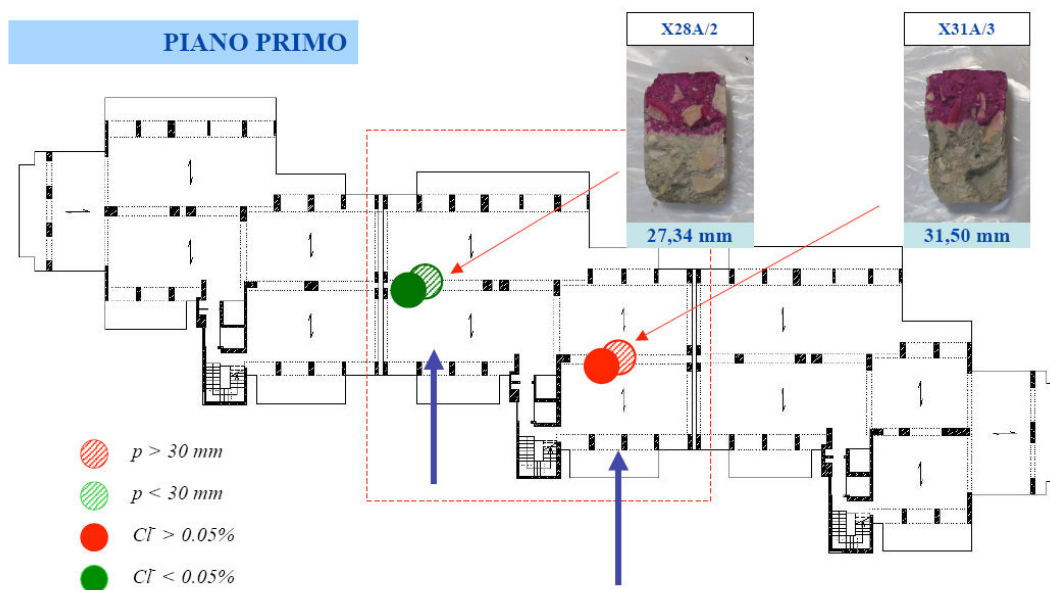 PIANO PRIMO
X28A/2
X31A/3
27,34 mm
31,50 mm
p > 30 mm
p < 30 mm
Cl⁻ > 0.05%
Cl⁻ < 0.05%